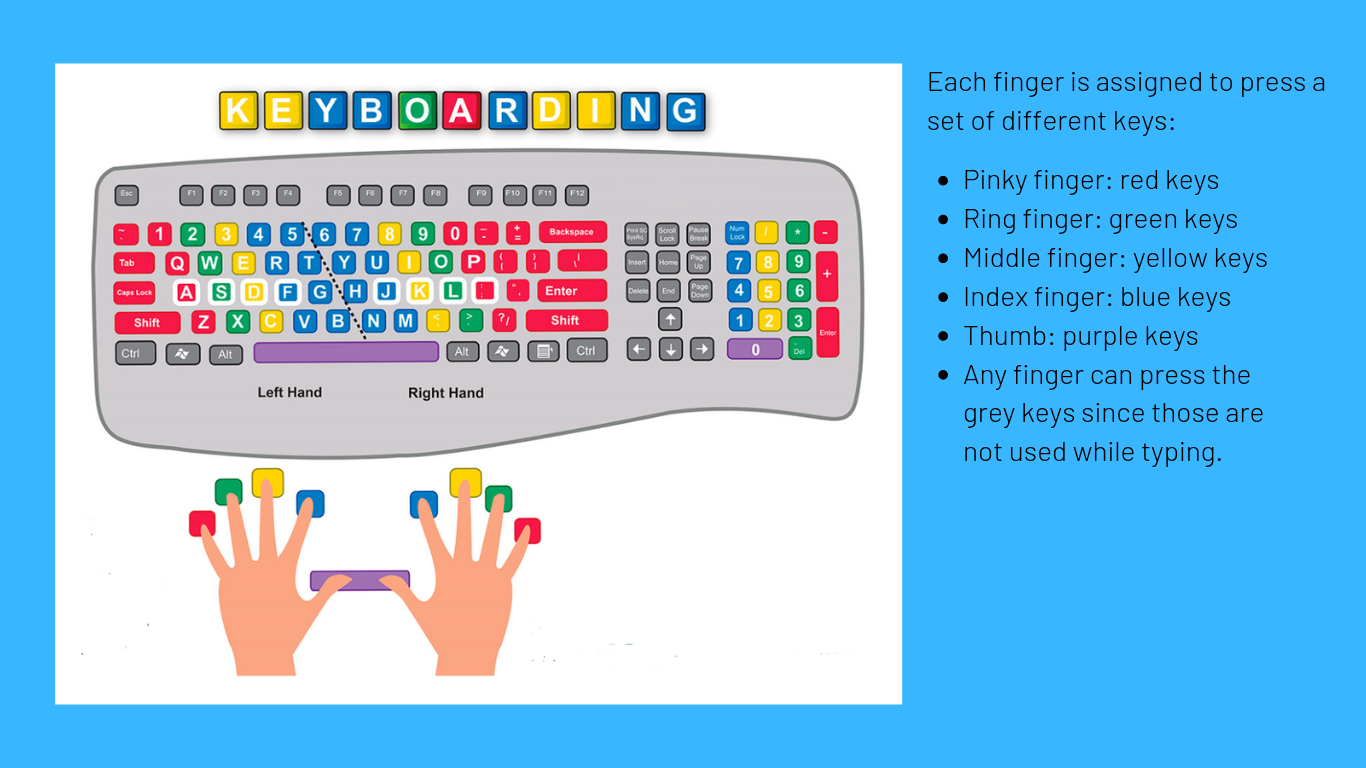 KEYBOARDING
Esc F1 F2 F3 F4 F5 F6 F7 F8 F9 F10 F11 F12
~ 1 2 3 4 5 6 7 8 9 0 - + = Backspace Scroll Lock Pause Break Num Lock / * -
Tab Q W E R T Y U I O P { [ } ] | \ Insert Home Page Up 7 8 9 +
Caps Lock A S D F G H J K L : ; " ' Enter Delete End Page Down 4 5 6
Shift Z X C V B N M < > ? / Shift ↑ 1 2 3 Enter
Ctrl Alt Alt Ctrl ← ↓ → 0 . Del
Left Hand Right Hand
Each finger is assigned to press a
set of different keys:
• Pinky finger: red keys
• Ring finger: green keys
• Middle finger: yellow keys
• Index finger: blue keys
• Thumb: purple keys
• Any finger can press the
grey keys since those are
not used while typing.